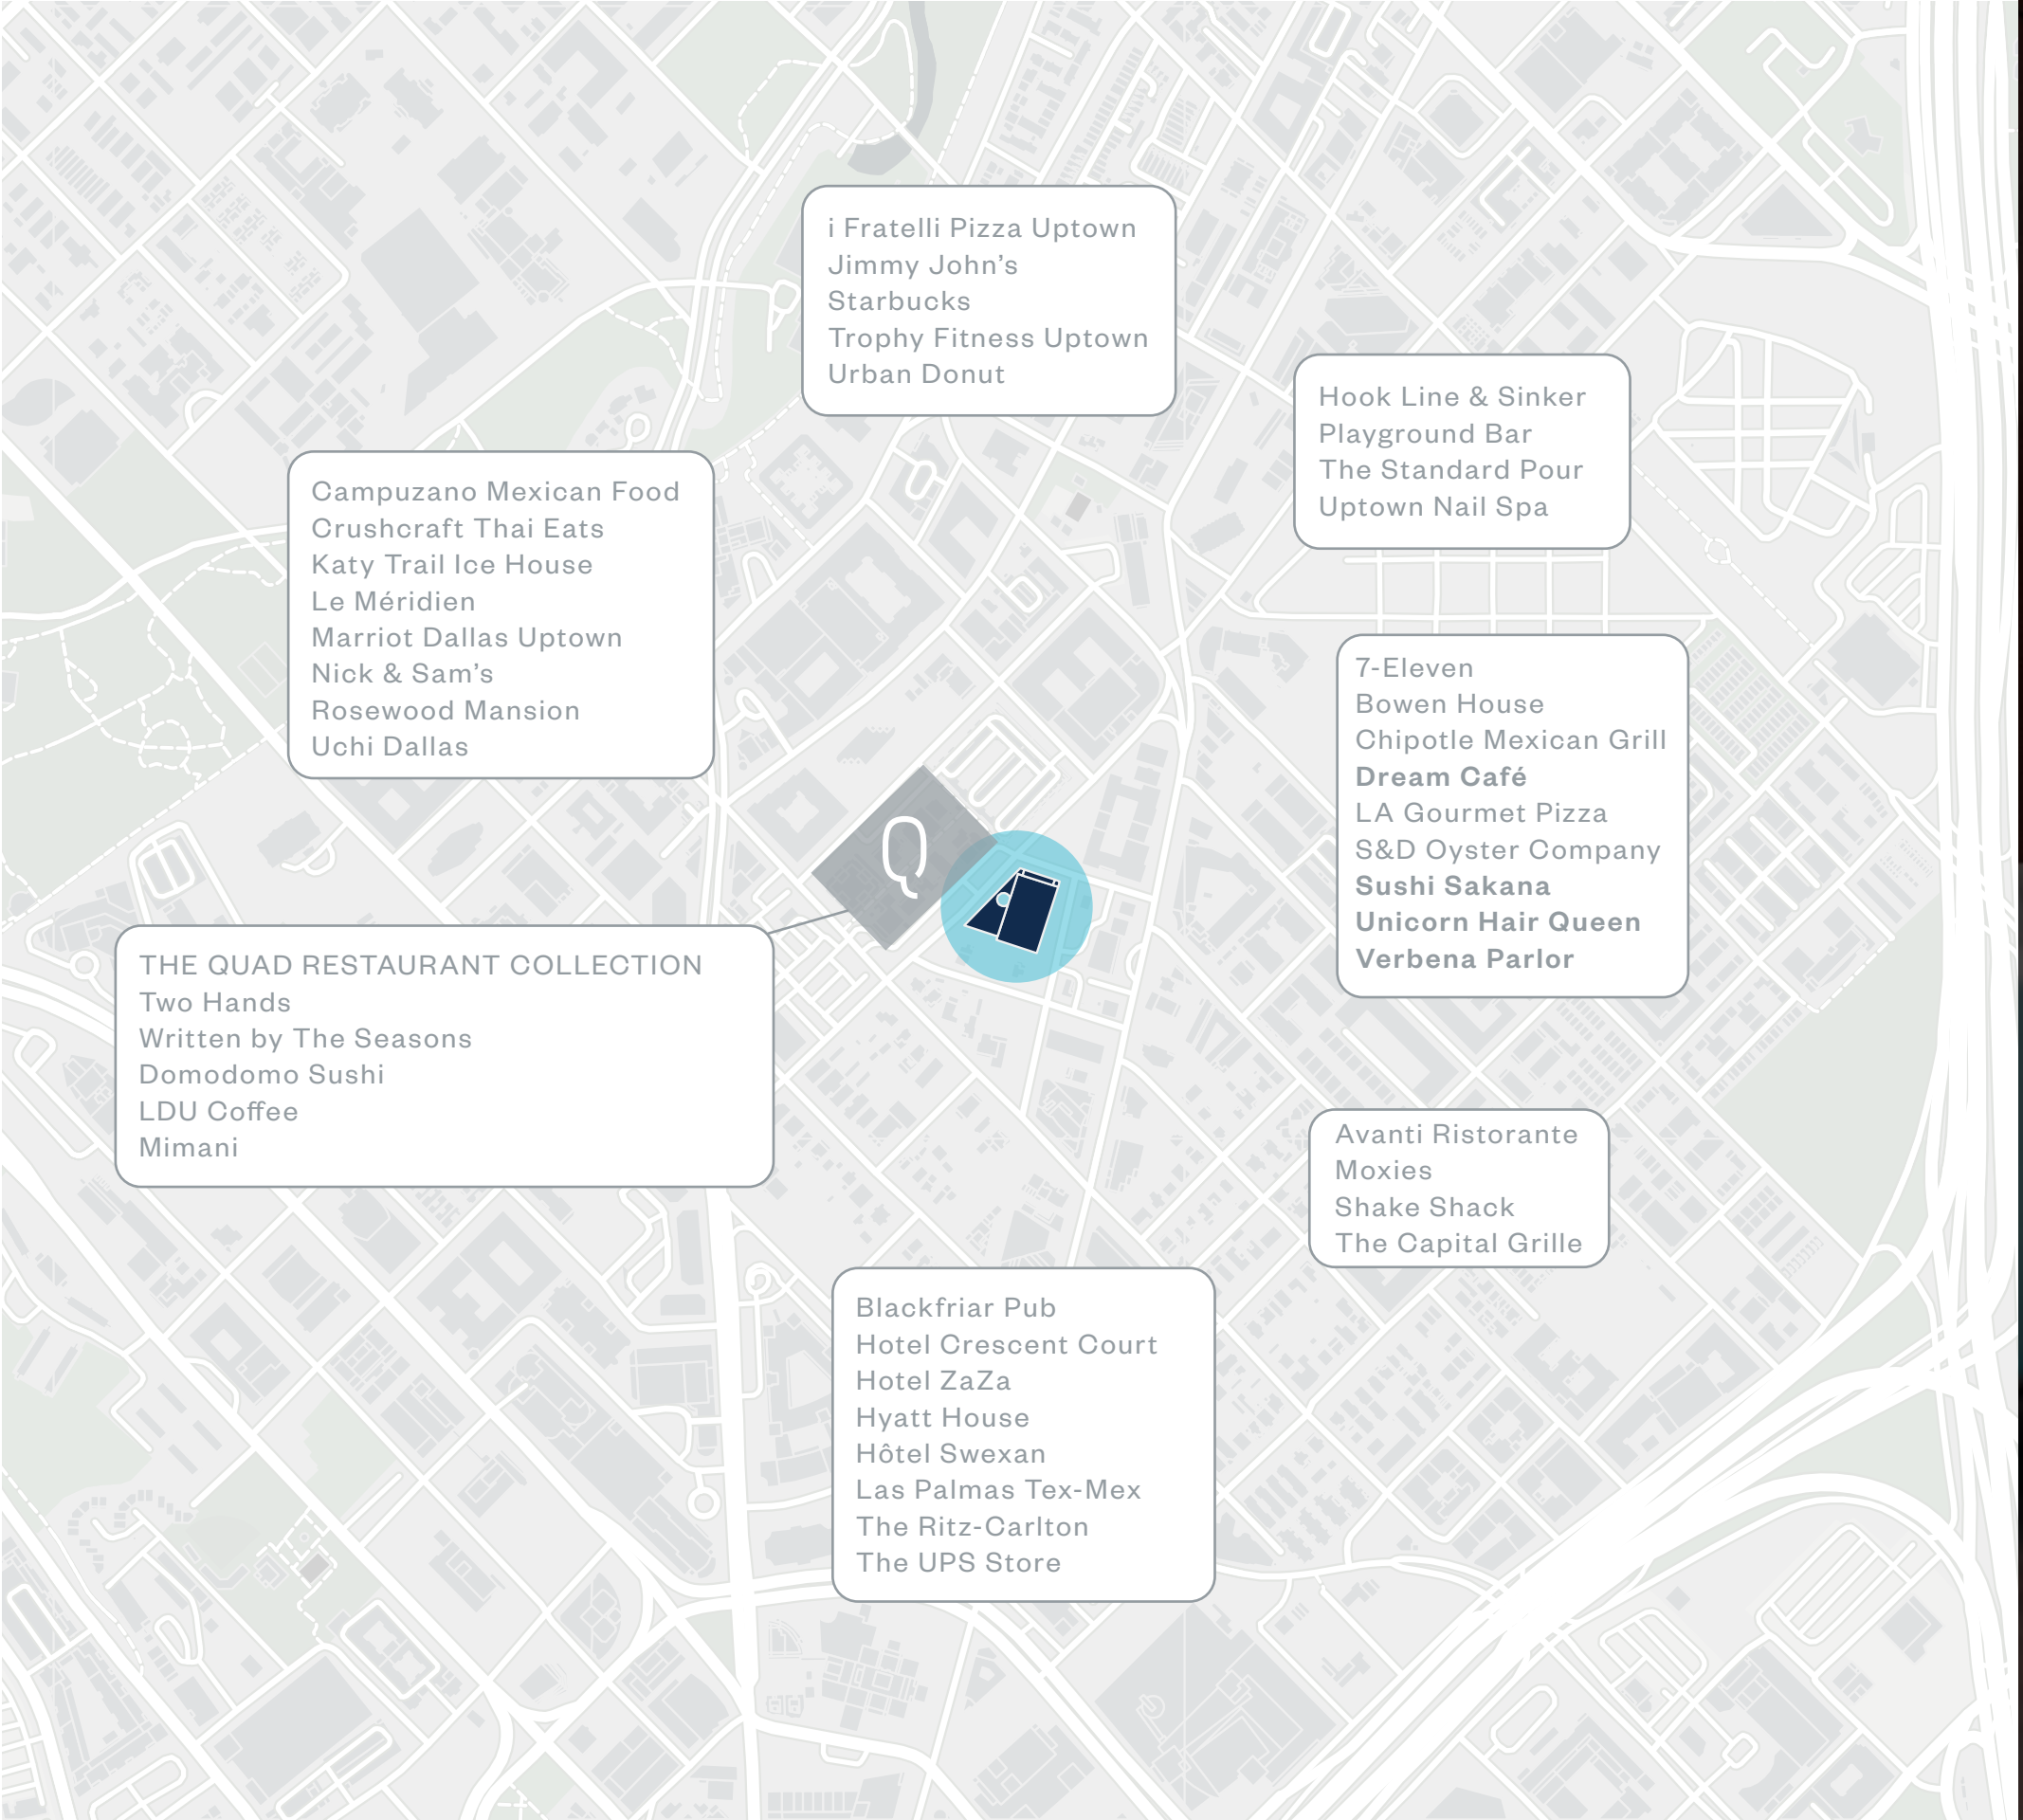 i Fratelli Pizza Uptown
Jimmy John’s
Starbucks
Trophy Fitness Uptown
Urban Donut
Hook Line & Sinker
Playground Bar
The Standard Pour
Uptown Nail Spa
Campuzano Mexican Food
Crushcraft Thai Eats
Katy Trail Ice House
Le Méridien
Marriot Dallas Uptown
Nick & Sam’s
Rosewood Mansion
Uchi Dallas
7-Eleven
Bowen House
Chipotle Mexican Grill
Dream Café
LA Gourmet Pizza
S&D Oyster Company
Sushi Sakana
Unicorn Hair Queen
Verbena Parlor
Q
THE QUAD RESTAURANT COLLECTION
Two Hands
Written by The Seasons
Domodomo Sushi
LDU Coffee
Mimani
Avanti Ristorante
Moxies
Shake Shack
The Capital Grille
Blackfriar Pub
Hotel Crescent Court
Hotel ZaZa
Hyatt House
Hôtel Swexan
Las Palmas Tex-Mex
The Ritz-Carlton
The UPS Store